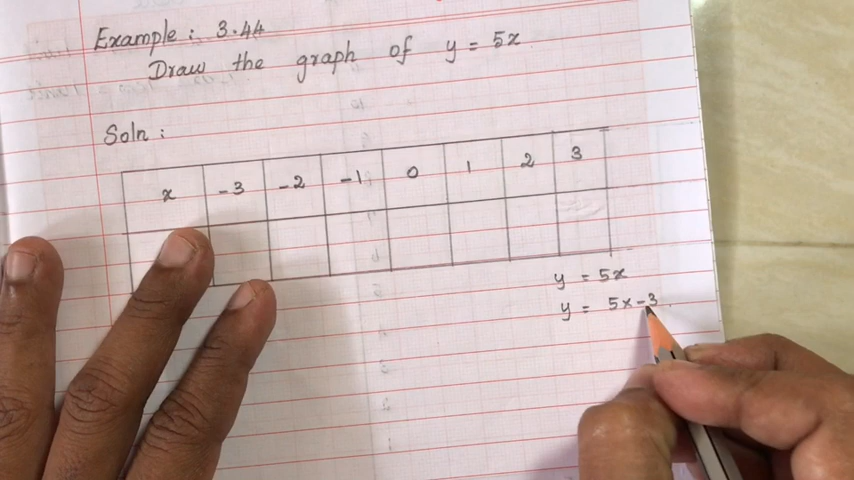 Example : 3.44
Draw the graph of y = 5x
Soln :
x -3 -2 -1 0 1 2 3
y = 5x
y = 5x-3